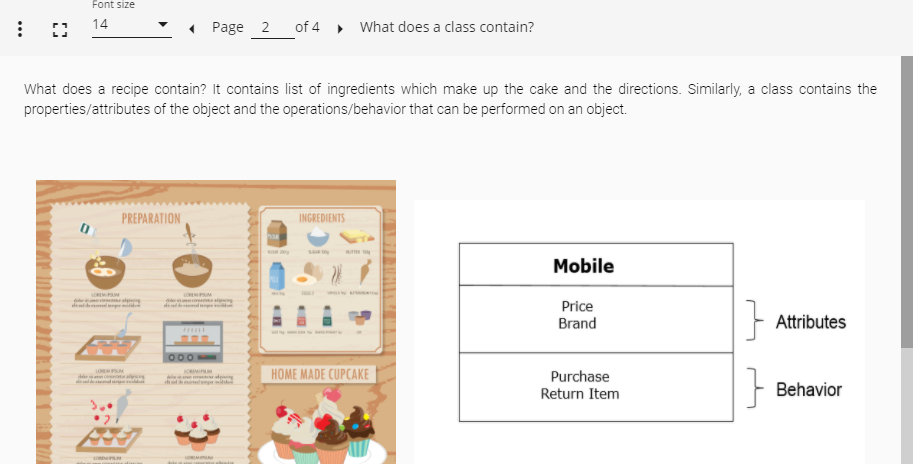 Font size
14
Page 2 of 4 What does a class contain?
What does a recipe contain? It contains list of ingredients which make up the cake and the directions. Similarly, a class contains the
properties/attributes of the object and the operations/behavior that can be performed on an object.
PREPARATION
INGREDIENTS
HOME MADE CUPCAKE
Mobile
Price
Brand
Attributes
Purchase
Return Item
Behavior